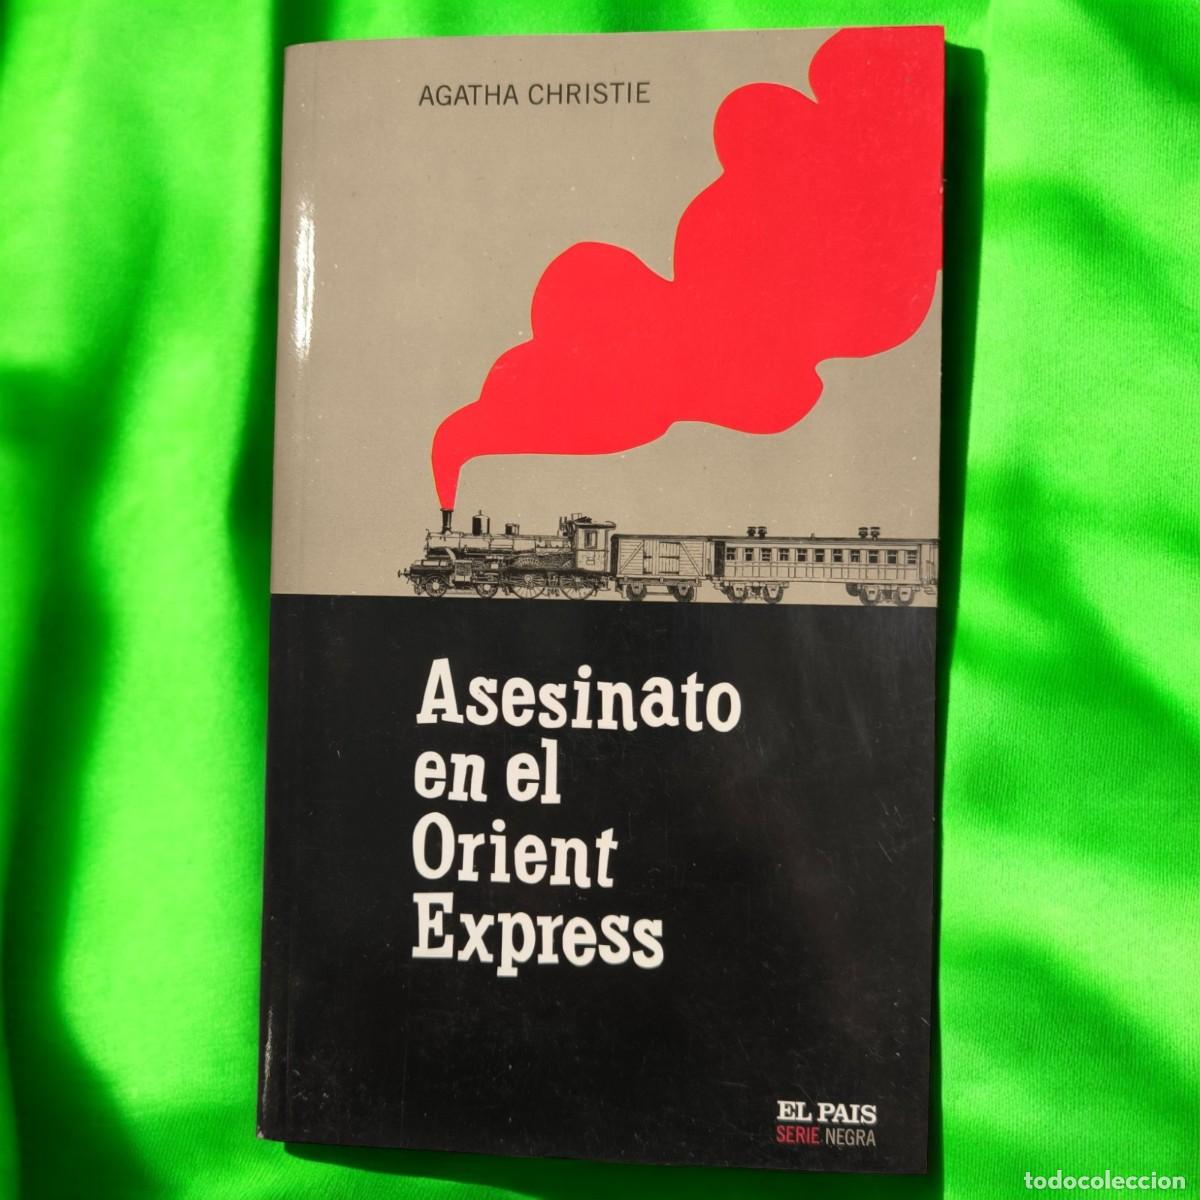 AGATHA CHRISTIE
Asesinato
en el
Orient
Express
EL PAIS
SERIE NEGRA
todocoleccion